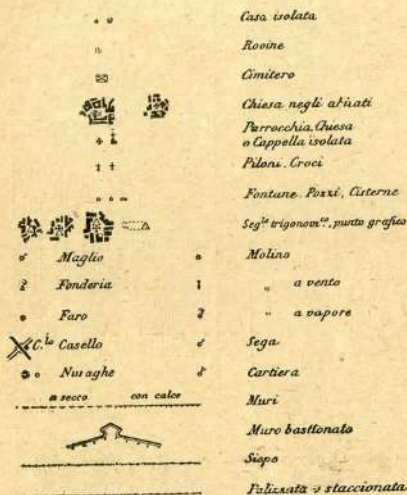 Casa isolata
Rovine
Cimitero
Chiesa negli abitati
Parrocchia, Chiesa
o Cappella isolata
Piloni. Croci
Fontane. Pozzi, Cisterne
Seg.le trigonom.co, punto grafico
Maglio Molino
Fonderia " a vento
Faro " a vapore
C.lo Casello Sega
Nuraghe Cartiera
a secco con calce Muri
Muro bastionato
Siepe
Palizzata o staccionata